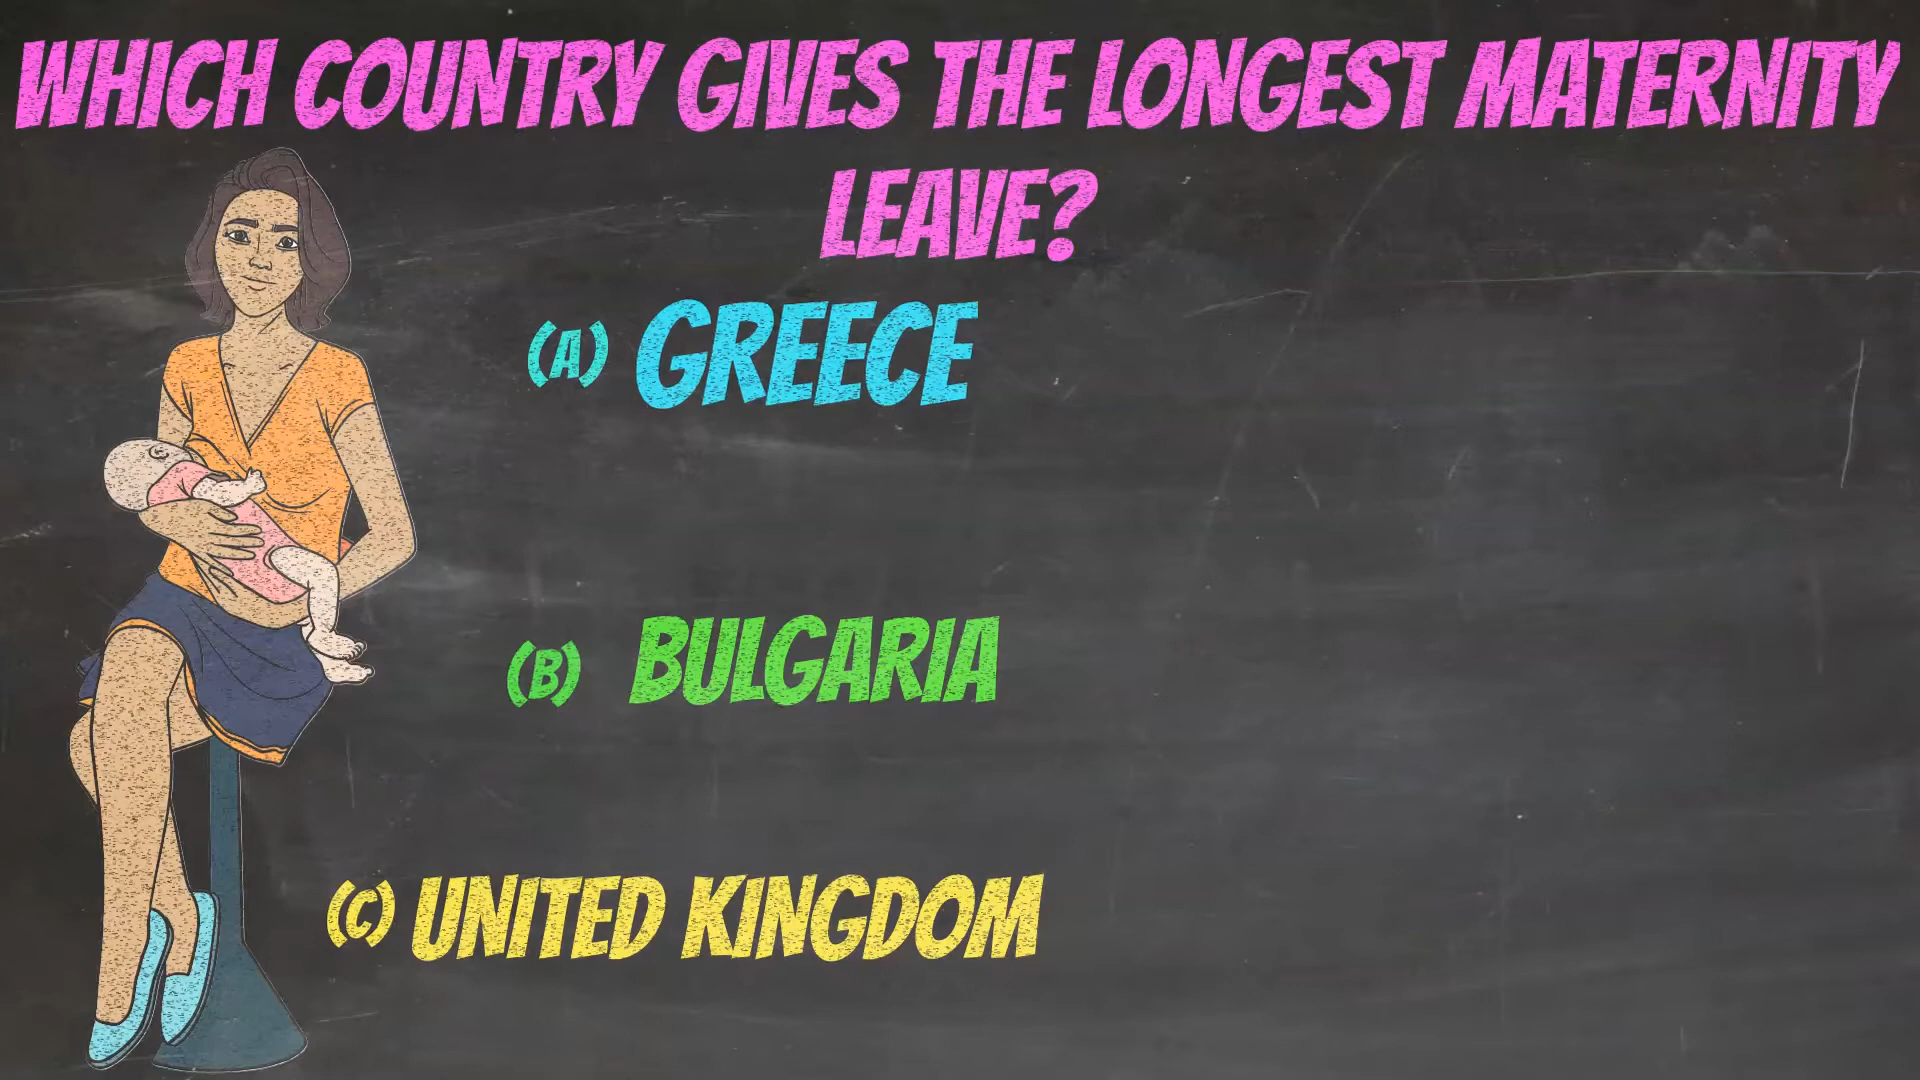 WHICH COUNTRY GIVES THE LONGEST MATERNITY
LEAVE?
(A) GREECE
(B) BULGARIA
(C) UNITED KINGDOM